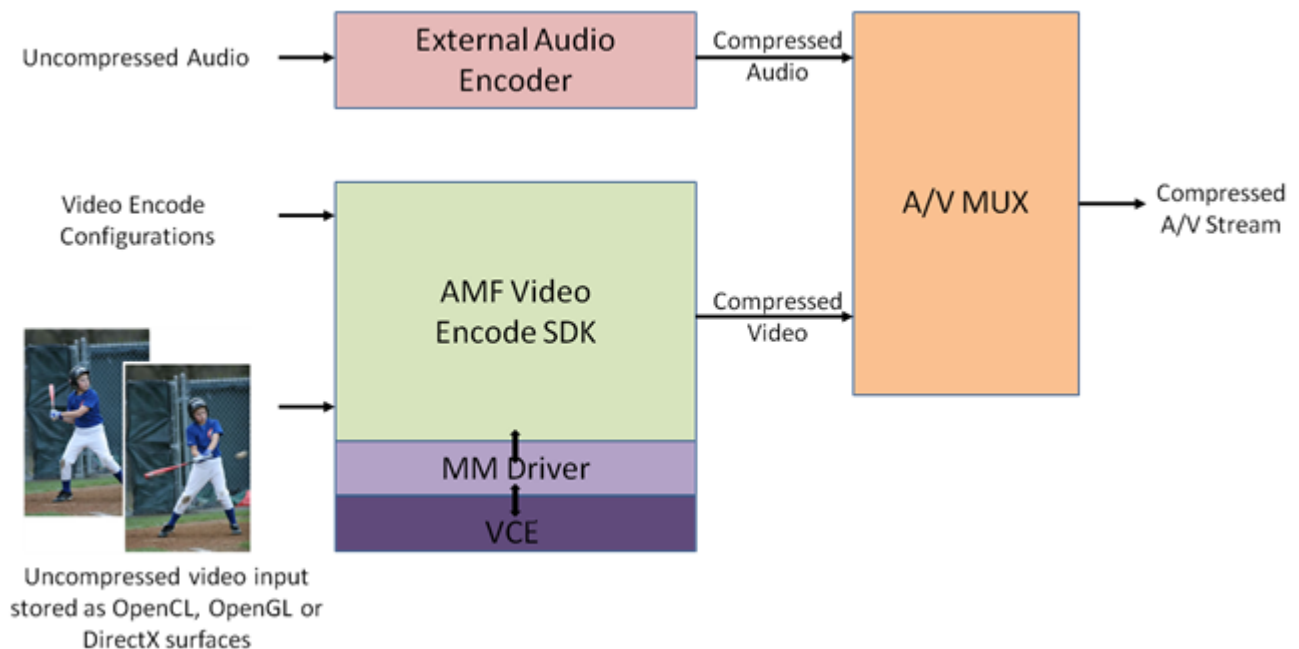 Uncompressed Audio
External Audio
Encoder
Compressed
Audio
Video Encode
Configurations
AMF Video
Encode SDK
Compressed
Video
A/V MUX
Compressed
A/V Stream
MM Driver
VCE
Uncompressed video input
stored as OpenCL, OpenGL or
DirectX surfaces